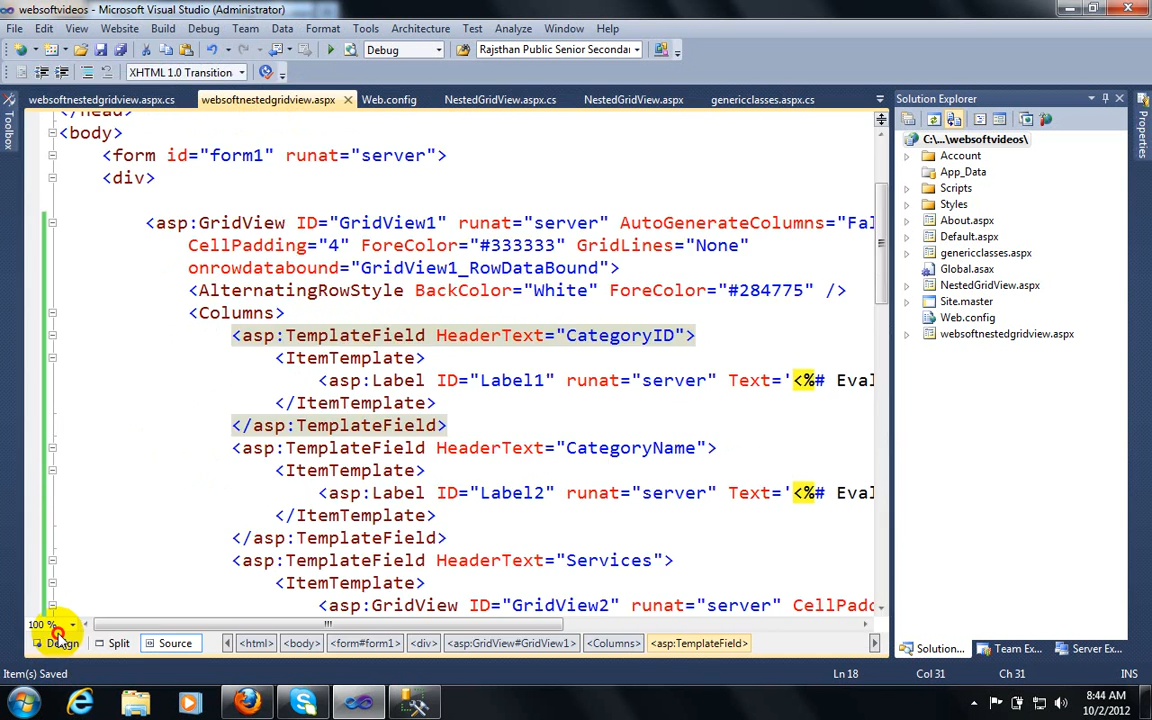 websoftvideos - Microsoft Visual Studio (Administrator)
File Edit View Website Build Debug Team Data Format Tools Architecture Test Analyze Window Help
Debug Rajasthan Public Senior Secondar
XHTML 1.0 Transition
websoftnestedgridview.aspx.cs websoftnestedgridview.aspx Web.config NestedGridView.aspx.cs NestedGridView.aspx genericclasses.aspx.cs
Toolbox
</head>
<body>
<form id="form1" runat="server">
<div>
<asp:GridView ID="GridView1" runat="server" AutoGenerateColumns="Fal
CellPadding="4" ForeColor="#333333" GridLines="None"
onrowdatabound="GridView1_RowDataBound">
<AlternatingRowStyle BackColor="White" ForeColor="#284775" />
<Columns>
<asp:TemplateField HeaderText="CategoryID">
<ItemTemplate>
<asp:Label ID="Label1" runat="server" Text='<%# Eval
</ItemTemplate>
</asp:TemplateField>
<asp:TemplateField HeaderText="CategoryName">
<ItemTemplate>
<asp:Label ID="Label2" runat="server" Text='<%# Eval
</ItemTemplate>
</asp:TemplateField>
<asp:TemplateField HeaderText="Services">
<ItemTemplate>
<asp:GridView ID="GridView2" runat="server" CellPadd
100 %
Design Split Source <html> <body> <form#form1> <div> <asp:GridView#GridView1> <Columns> <asp:TemplateField>
Solution Explorer
C:\...\websoftvideos\
Account
App_Data
Scripts
Styles
About.aspx
Default.aspx
genericclasses.aspx
Global.asax
NestedGridView.aspx
Site.master
Web.config
websoftnestedgridview.aspx
Properties
Solution... Team Ex... Server Ex...
Item(s) Saved Ln 18 Col 31 Ch 31 INS
8:44 AM
10/2/2012